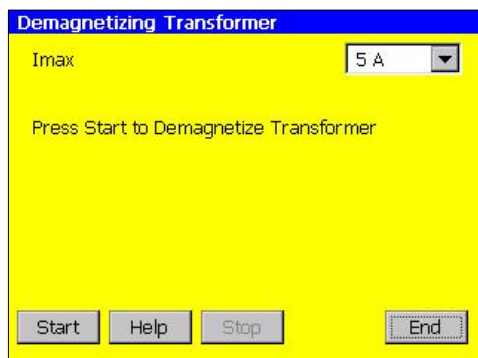 Demagnetizing Transformer
Imax 5 A
Press Start to Demagnetize Transformer
Start Help Stop End